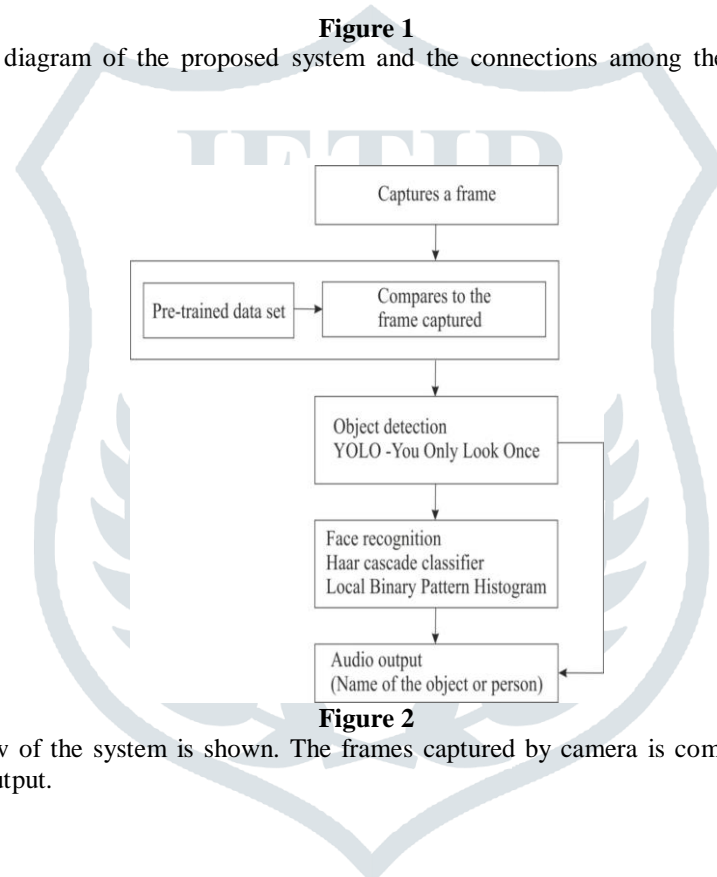 Figure 1
diagram of the proposed system and the connections among the
Captures a frame
Pre-trained data set
Compares to the
frame captured
Object detection
YOLO -You Only Look Once
Face recognition
Haar cascade classifier
Local Binary Pattern Histogram
Audio output
(Name of the object or person)
Figure 2
of the system is shown. The frames captured by camera is